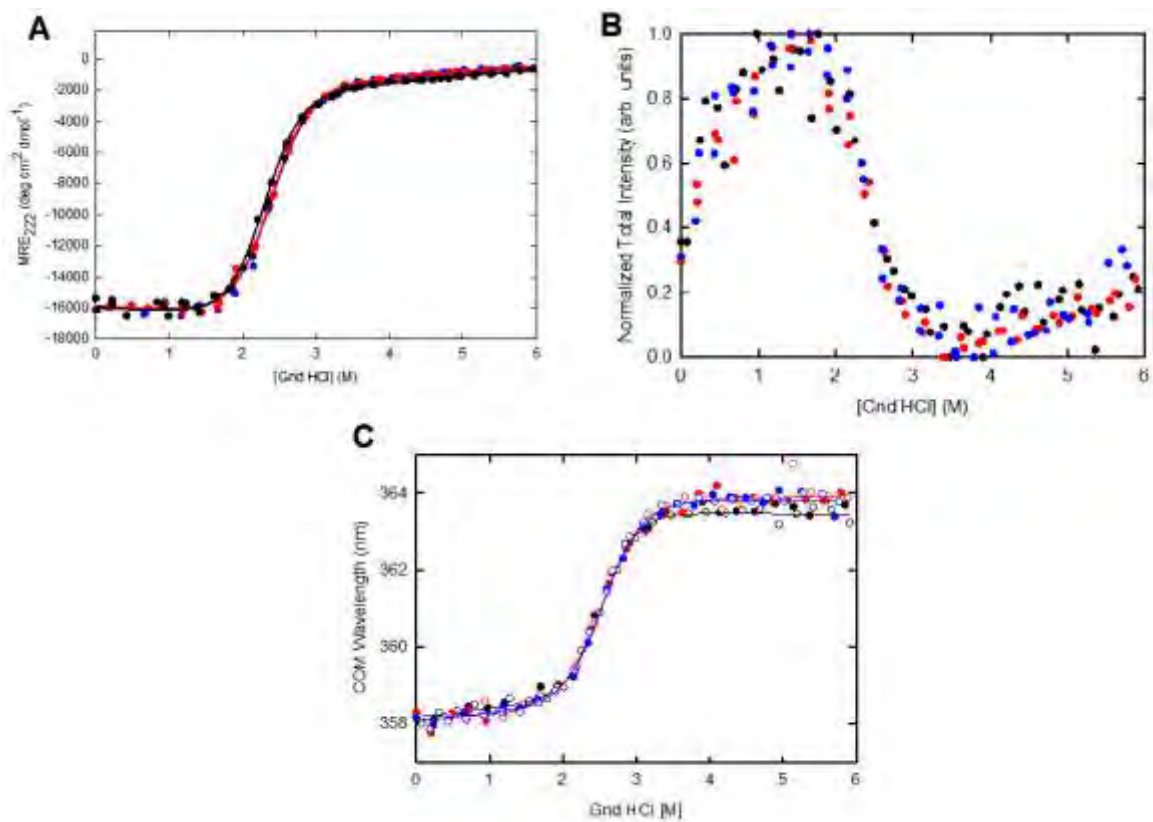 A
0
-2000
-4000
-6000
-8000
-10000
-12000
-14000
-16000
-18000
MRE222 (deg cm2 dmol-1)
0 1 2 3 4 5 6
[Gnd HCl] (M)
B
1.0
0.8
0.6
0.4
0.2
0.0
Normalized Total Intensity (arb units)
0 1 2 3 4 5 6
[Gnd HCl] (M)
C
364
362
360
358
COM Wavelength (nm)
0 1 2 3 4 5 6
Gnd HCl [M]